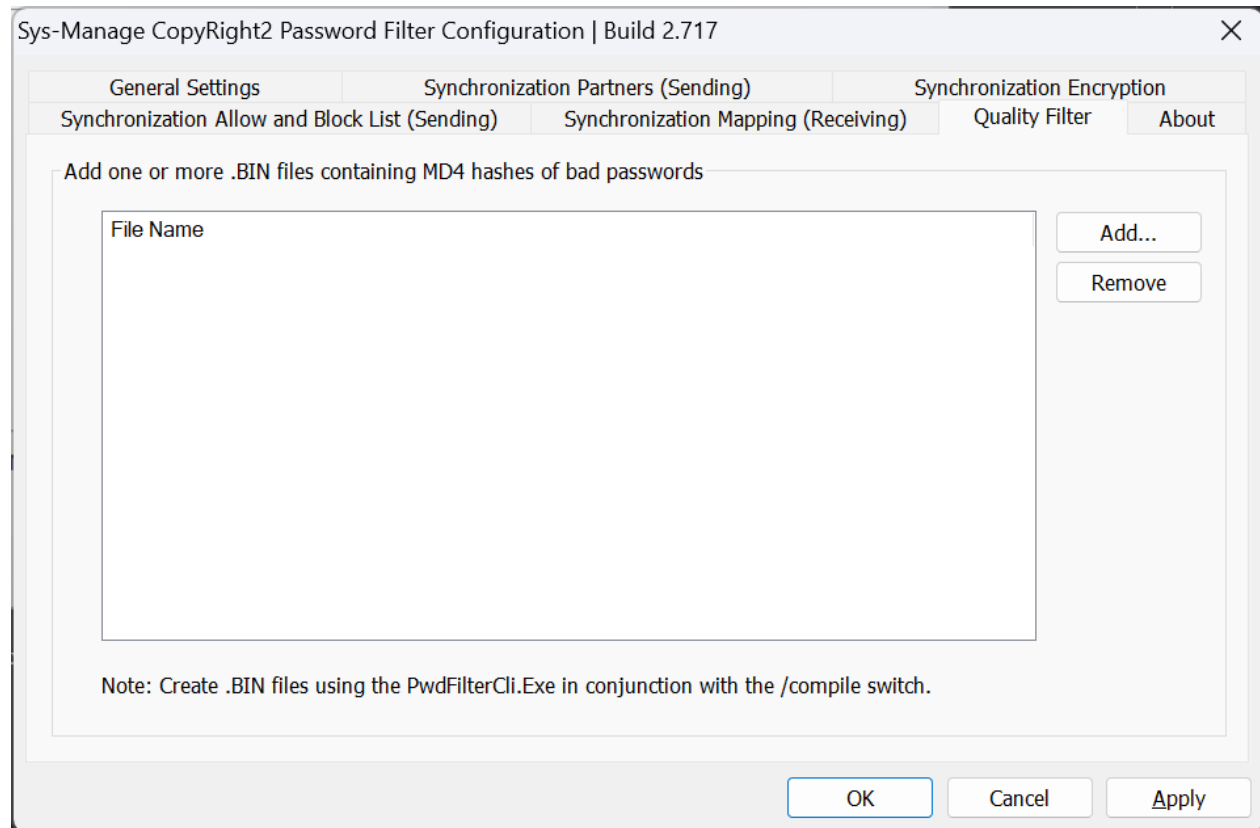 Sys-Manage CopyRight2 Password Filter Configuration | Build 2.717
General Settings
Synchronization Partners (Sending)
Synchronization Encryption
Synchronization Allow and Block List (Sending)
Synchronization Mapping (Receiving)
Quality Filter
About
Add one or more .BIN files containing MD4 hashes of bad passwords
File Name
Add...
Remove
Note: Create .BIN files using the PwdFilterCli.Exe in conjunction with the /compile switch.
OK
Cancel
Apply